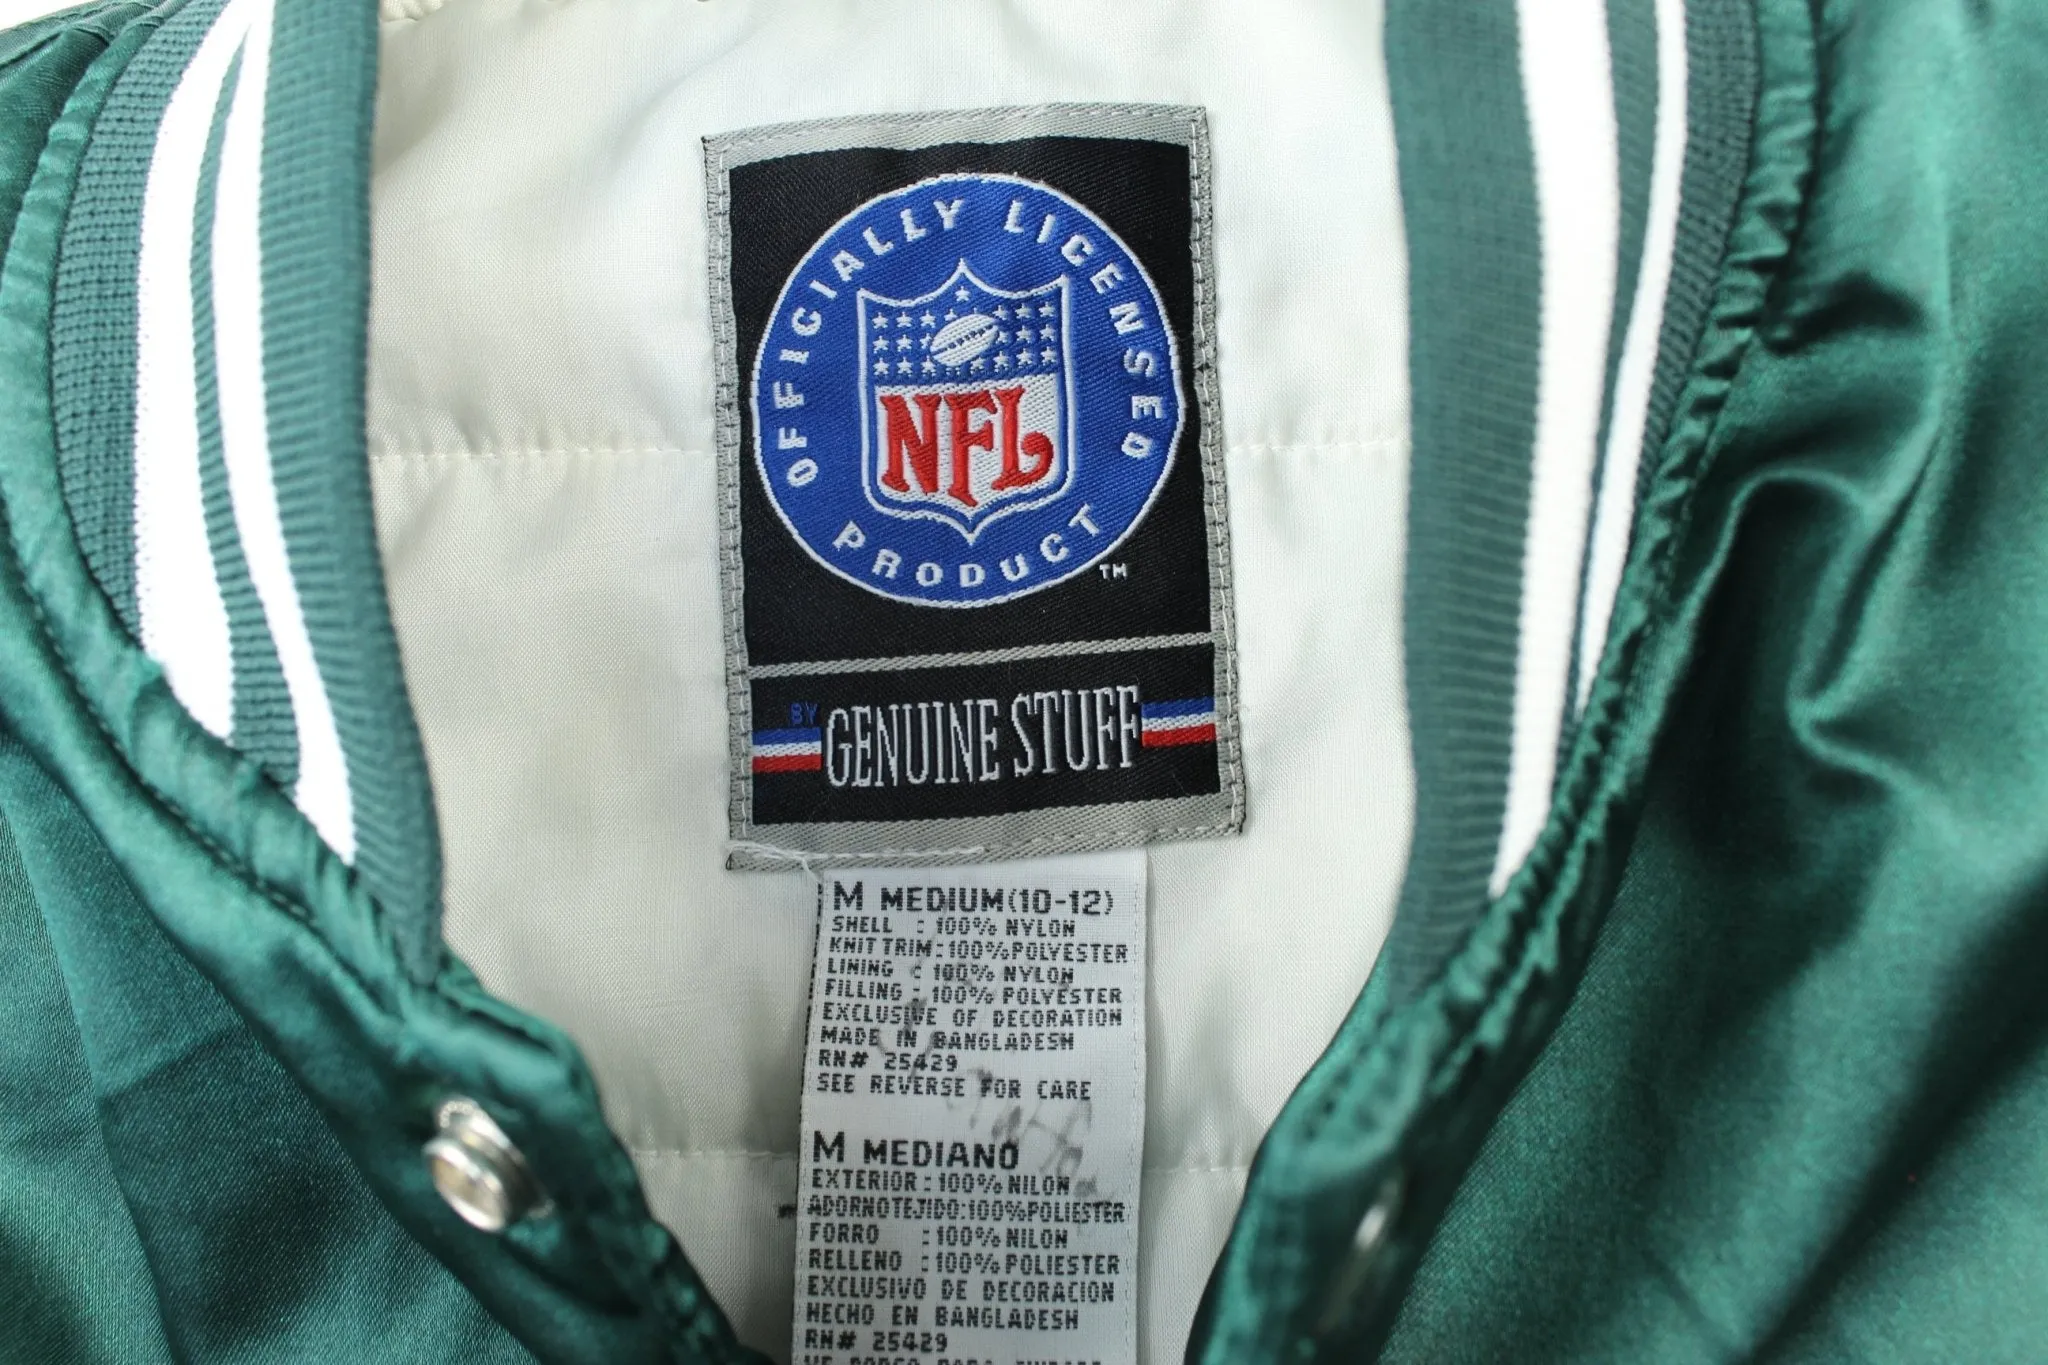 OFFICIALLY LICENSED
NFL
PRODUCT
TM
BY GENUINE STUFF
M MEDIUM(10-12)
SHELL : 100% NYLON
KNIT TRIM:100%POLYESTER
LINING : 100% NYLON
FILLING : 100% POLYESTER
EXCLUSIVE OF DECORATION
MADE IN BANGLADESH
RN# 25429
SEE REVERSE FOR CARE
M MEDIANO
EXTERIOR:100%NILON
ADORNOTEJIDO:100%POLIESTER
FORRO :100%NILON
RELLENO :100%POLIESTER
EXCLUSIVO DE DECORACION
HECHO EN BANGLADESH
RN# 25429